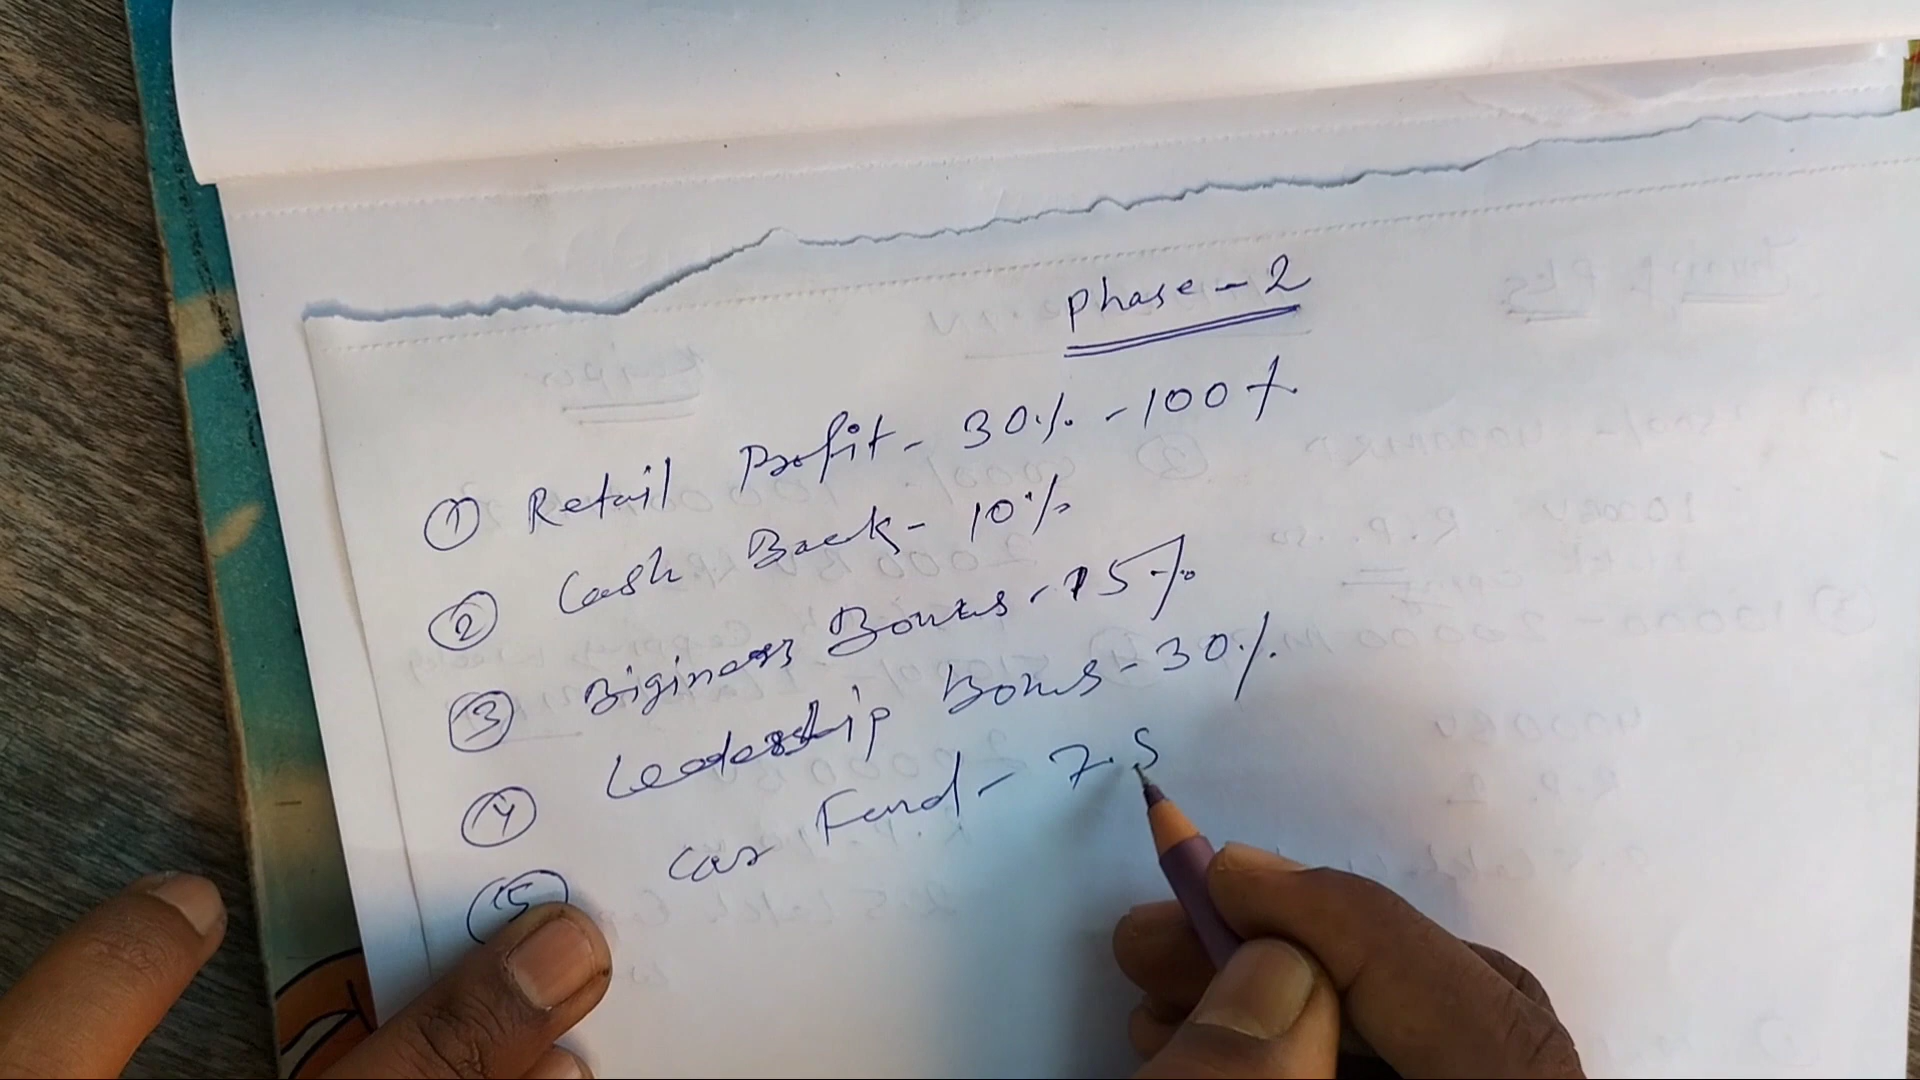 Phase - 2
① Retail Profit - 30% - 100%
② Cash Back - 10%
③ Biginers Bonus - 15%
④ Leadership Bonus - 30%
⑤ Car Fund - 7.5